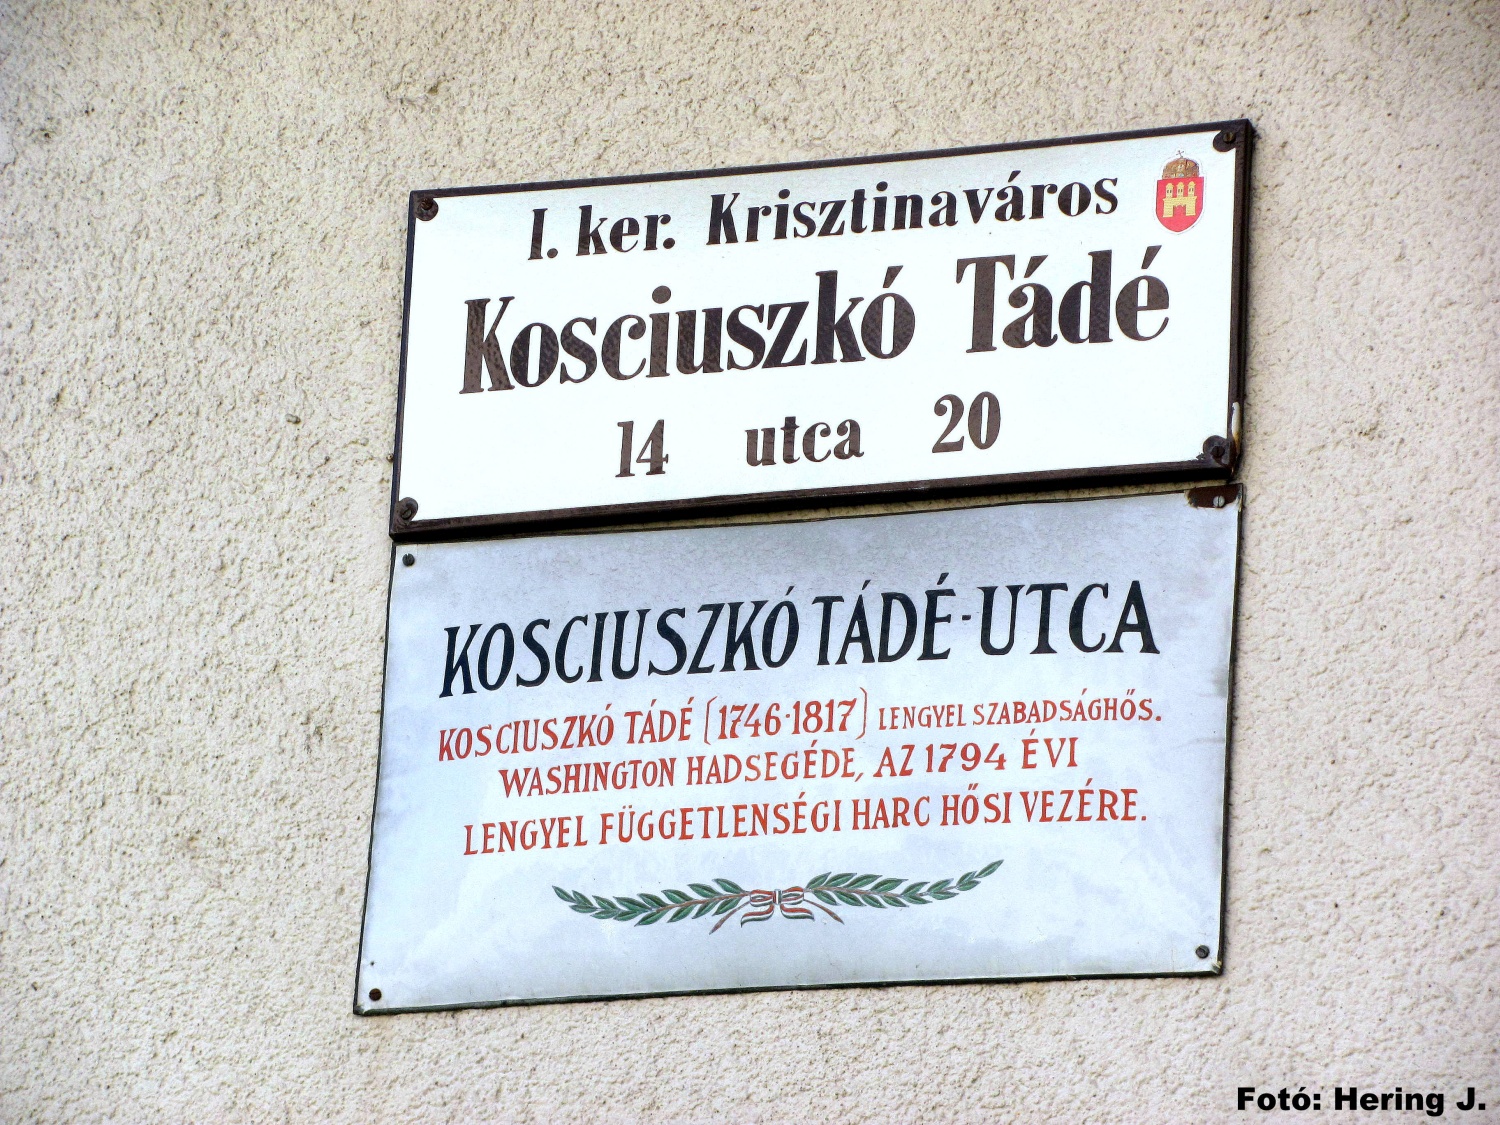 I. ker. Krisztinaváros
Kosciuszkó Tádé
14 utca 20
KOSCIUSZKÓ TÁDÉ-UTCA
KOSCIUSZKÓ TÁDÉ (1746-1817) LENGYEL SZABADSÁGHŐS.
WASHINGTON HADSEGÉDE, AZ 1794 ÉVI
LENGYEL FÜGGETLENSÉGI HARC HŐSI VEZÉRE.
Fotó: Hering J.